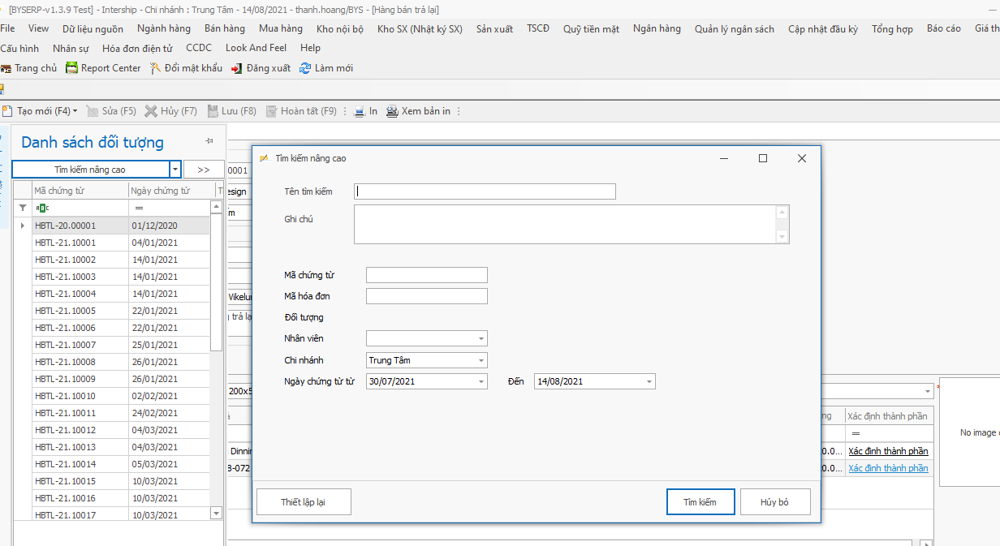 [BYSERP-v1.3.9 Test] - Intership - Chi nhánh : Trung Tâm - 14/08/2021 - thanh.hoang/BYS - [Hàng bán trả lại]
File View Dữ liệu nguồn Ngành hàng Bán hàng Mua hàng Kho nội bộ Kho SX (Nhật ký SX) Sản xuất TSCĐ Quỹ tiền mặt Ngân hàng Quản lý ngân sách Cập nhật đầu kỳ Tổng hợp Báo cáo Giá th
Cấu hình Nhân sự Hóa đơn điện tử CCDC Look And Feel Help
Trang chủ Report Center Đổi mật khẩu Đăng xuất Làm mới
Tạo mới (F4) Sửa (F5) Hủy (F7) Lưu (F8) Hoàn tất (F9) In Xem bản in
Danh sách đối tượng
Tìm kiếm nâng cao >>
Mã chứng từ Ngày chứng từ T
ABC =
HBTL-20.00001 01/12/2020
HBTL-21.10001 04/01/2021
HBTL-21.10002 14/01/2021
HBTL-21.10003 14/01/2021
HBTL-21.10004 14/01/2021
HBTL-21.10005 22/01/2021
HBTL-21.10006 22/01/2021
HBTL-21.10007 25/01/2021
HBTL-21.10008 26/01/2021
HBTL-21.10009 26/01/2021
HBTL-21.10010 02/02/2021
HBTL-21.10011 24/02/2021
HBTL-21.10012 04/03/2021
HBTL-21.10013 04/03/2021
HBTL-21.10014 05/03/2021
HBTL-21.10015 10/03/2021
HBTL-21.10016 10/03/2021
HBTL-21.10017 10/03/2021
0001
esign
m
Vikelu
trả lạ
200x5
Dinnin
8-072
Tìm kiếm nâng cao
Tên tìm kiếm
Ghi chú
Mã chứng từ
Mã hóa đơn
Đối tượng
Nhân viên
Chi nhánh Trung Tâm
Ngày chứng từ từ 30/07/2021 Đến 14/08/2021
Thiết lập lại Tìm kiếm Hủy bỏ
*
ng Xác định thành phần
=
0.0... Xác định thành phần
0.0... Xác định thành phần
No image